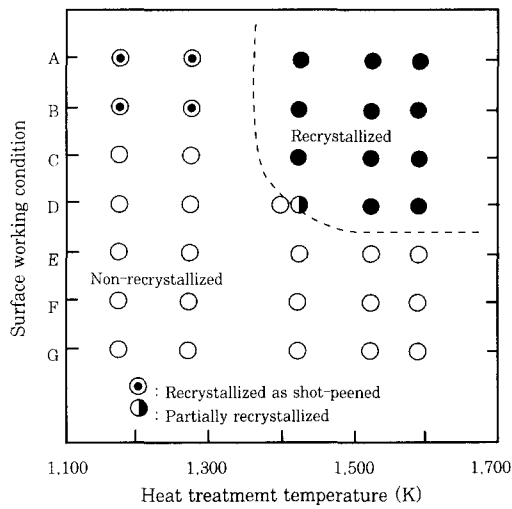 Surface working condition
A
B
C
D
E
F
G
Recrystallized
Non-recrystallized
: Recrystallized as shot-peened
: Partially recrystallized
1,100
1,300
1,500
1,700
Heat treatmemt temperature (K)